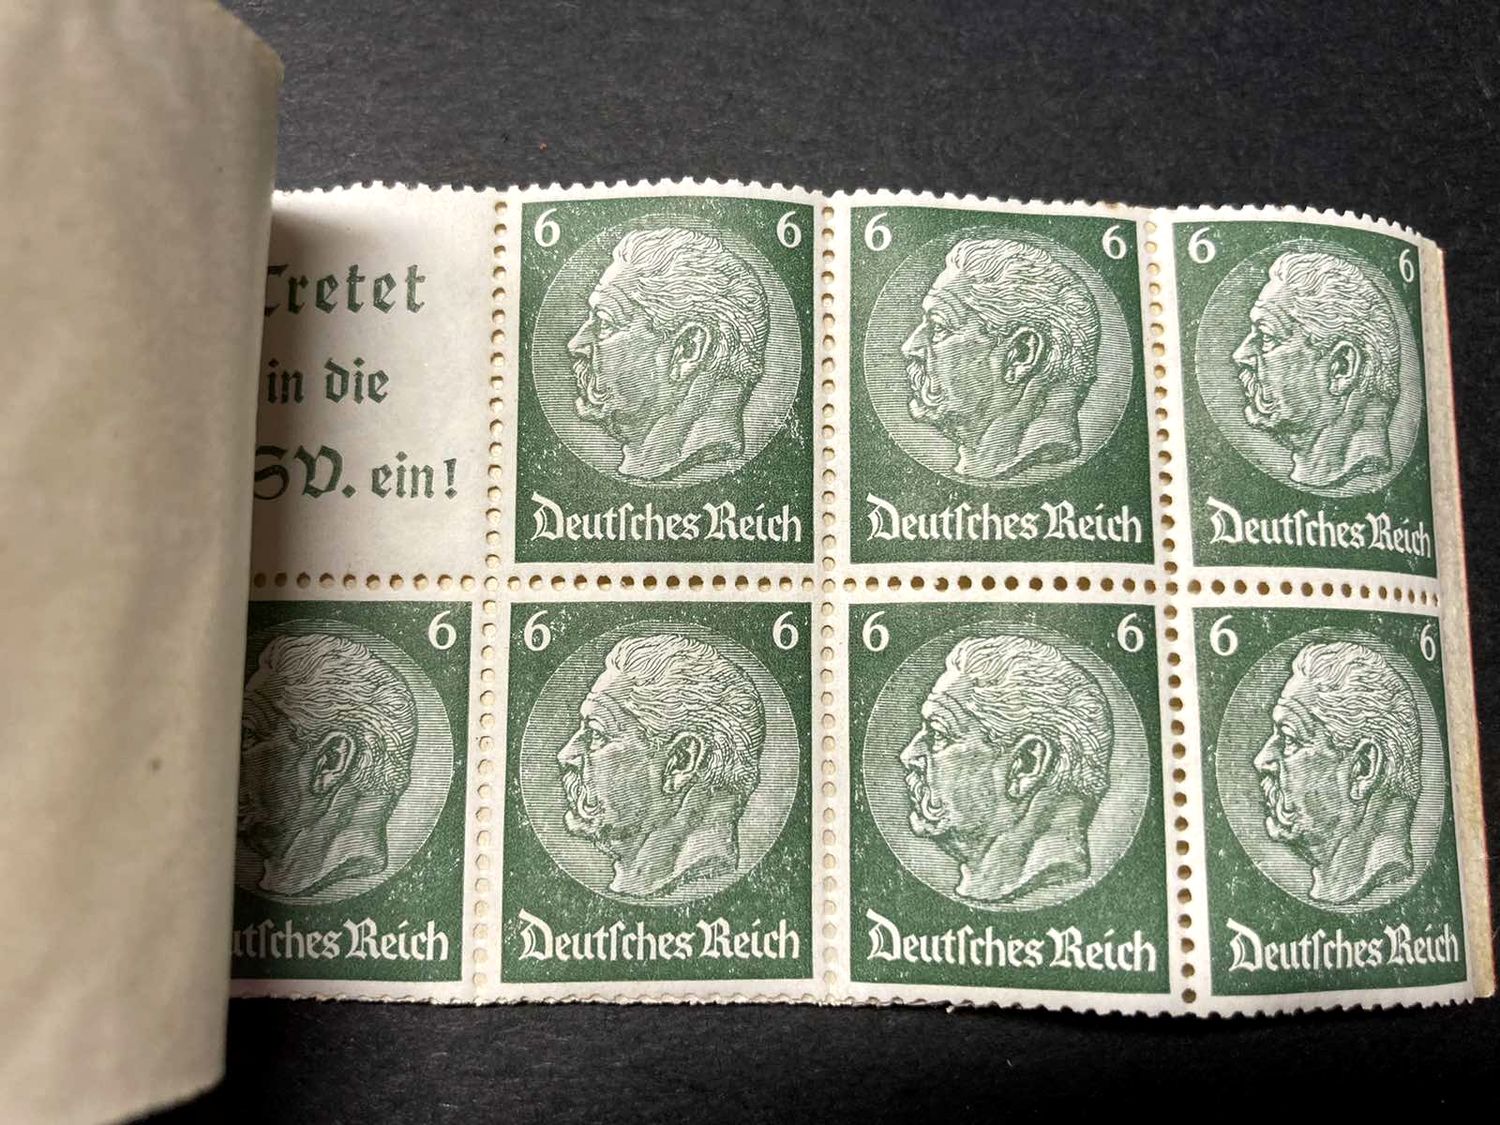 Tretet
in die
SV. ein!
6 6
Deutsches Reich
6 6
Deutsches Reich
6 6
Deutsches Reich
6
utsches Reich
6 6
Deutsches Reich
6 6
Deutsches Reich
6 6
Deutsches Reich